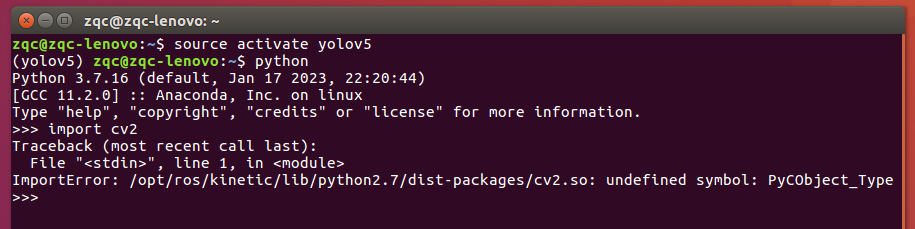 zqc@zqc-lenovo: ~
zqc@zqc-lenovo:~$ source activate yolov5
(yolov5) zqc@zqc-lenovo:~$ python
Python 3.7.16 (default, Jan 17 2023, 22:20:44)
[GCC 11.2.0] :: Anaconda, Inc. on linux
Type "help", "copyright", "credits" or "license" for more information.
>>> import cv2
Traceback (most recent call last):
  File "<stdin>", line 1, in <module>
ImportError: /opt/ros/kinetic/lib/python2.7/dist-packages/cv2.so: undefined symbol: PyCObject_Type
>>>